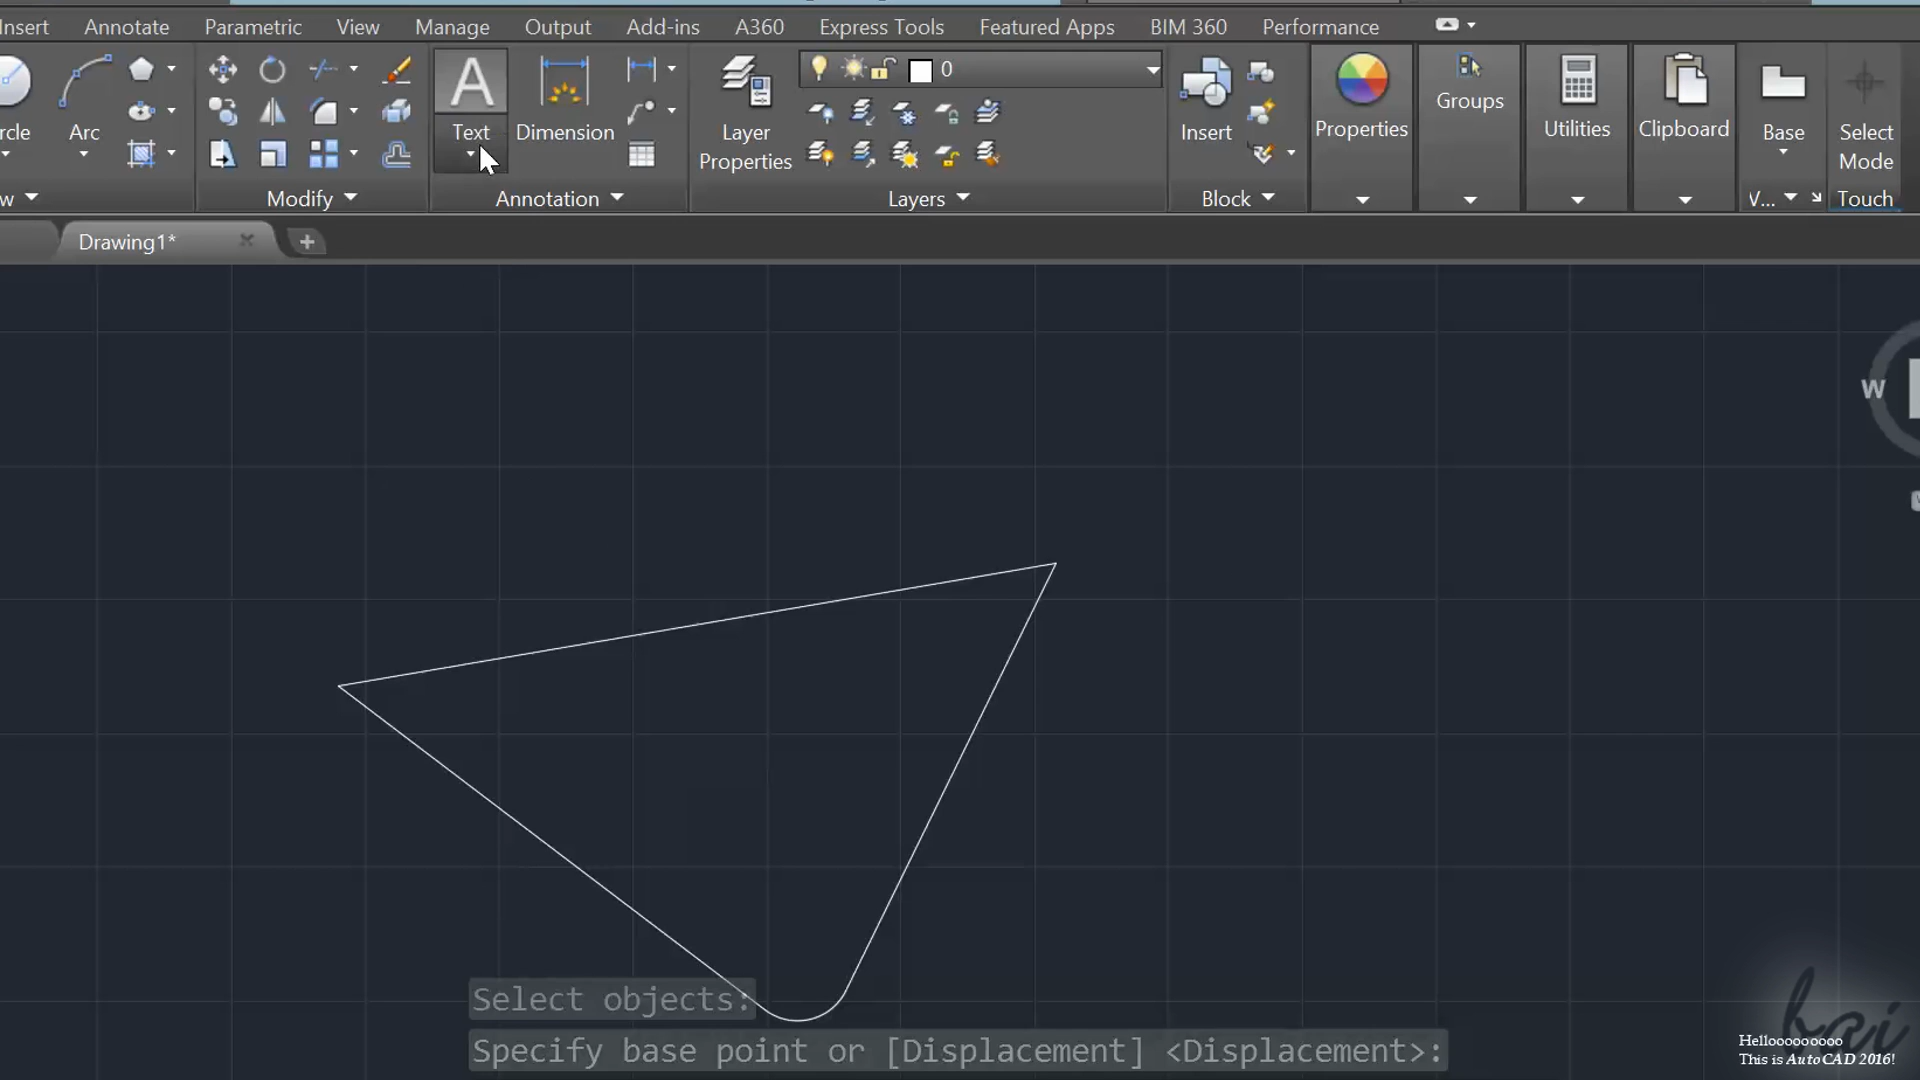 Insert Annotate Parametric View Manage Output Add-ins A360 Express Tools Featured Apps BIM 360 Performance
0
rcle Arc Text Dimension Layer Properties Insert Properties Groups Utilities Clipboard Base Select Mode
w Modify Annotation Layers Block V... Touch
Drawing1*
W
Select objects:
Specify base point or [Displacement] <Displacement>:
kai
Hellooooooooo
This is AutoCAD 2016!